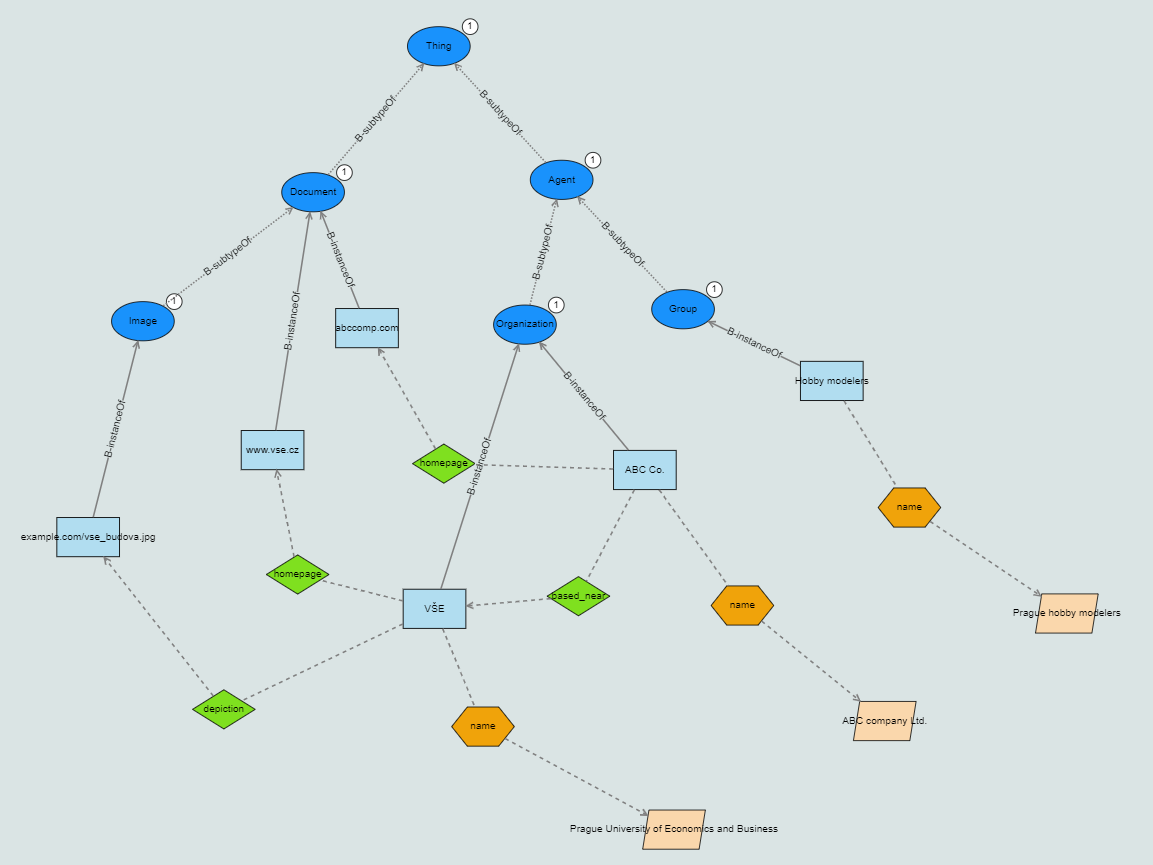 1
Thing
B-subtypeOf
B-subtypeOf
1
Agent
1
Document
B-subtypeOf
B-subtypeOf
B-subtypeOf
B-instanceOf
1
Group
1
Image
B-instanceOf
1
Organization
abccomp.com
B-instanceOf
Hobby modelers
B-instanceOf
B-instanceOf
www.vse.cz
homepage
B-instanceOf
ABC Co.
name
example.com/vse_budova.jpg
homepage
based_near
VŠE
name
Prague hobby modelers
depiction
name
ABC company Ltd.
Prague University of Economics and Business